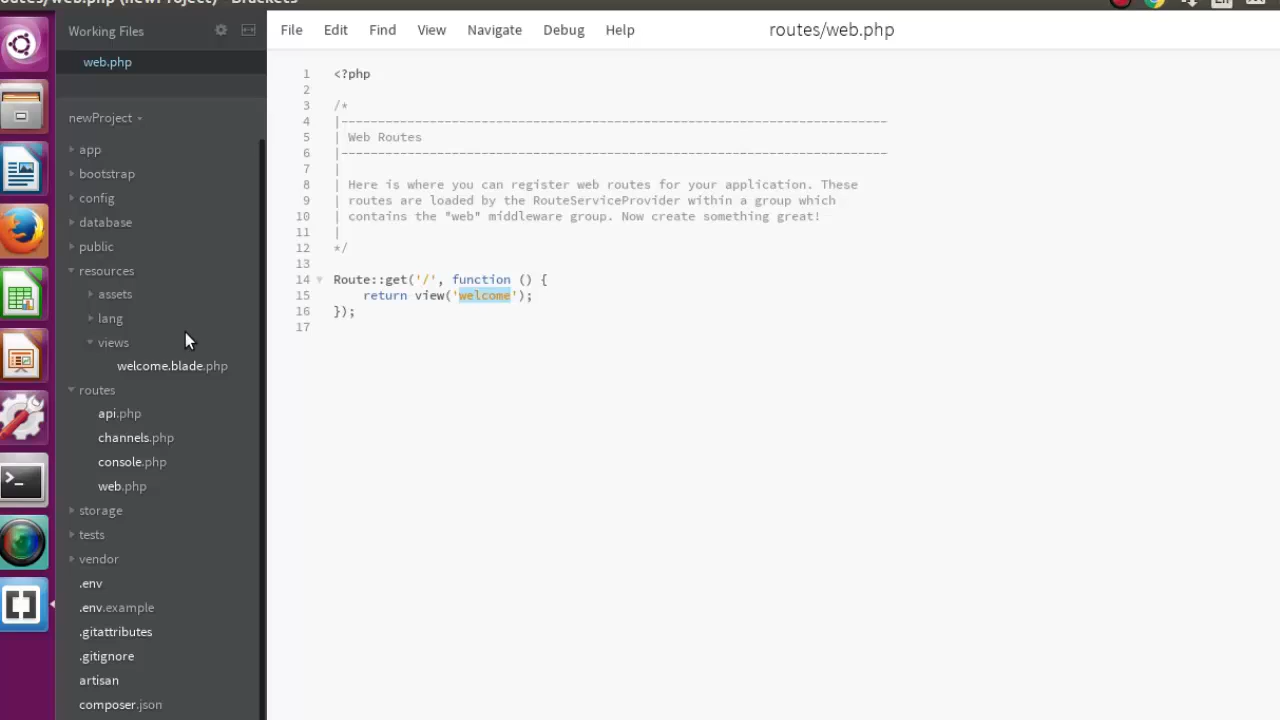 routes/web.php (newProject) - Brackets
Working Files
web.php
newProject
app
bootstrap
config
database
public
resources
assets
lang
views
welcome.blade.php
routes
api.php
channels.php
console.php
web.php
storage
tests
vendor
.env
.env.example
.gitattributes
.gitignore
artisan
composer.json
File Edit Find View Navigate Debug Help
routes/web.php
1 <?php
2
3 /*
4 |--------------------------------------------------------------------------
5 | Web Routes
6 |--------------------------------------------------------------------------
7 |
8 | Here is where you can register web routes for your application. These
9 | routes are loaded by the RouteServiceProvider within a group which
10 | contains the "web" middleware group. Now create something great!
11 |
12 */
13
14 Route::get('/', function () {
15     return view('welcome');
16 });
17